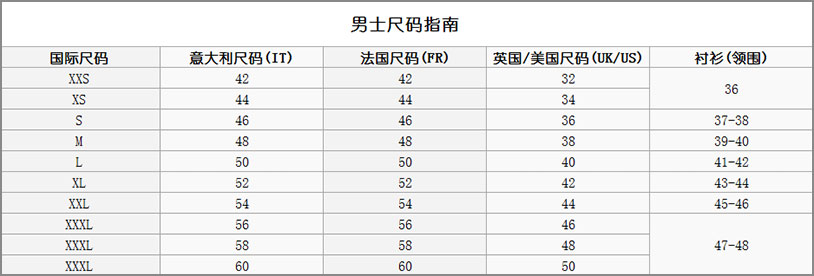 男士尺码指南
国际尺码 意大利尺码(IT) 法国尺码(FR) 英国/美国尺码(UK/US) 衬衫(领围)
XXS 42 42 32 36
XS 44 44 34
S 46 46 36 37-38
M 48 48 38 39-40
L 50 50 40 41-42
XL 52 52 42 43-44
XXL 54 54 44 45-46
XXXL 56 56 46
XXXL 58 58 48 47-48
XXXL 60 60 50